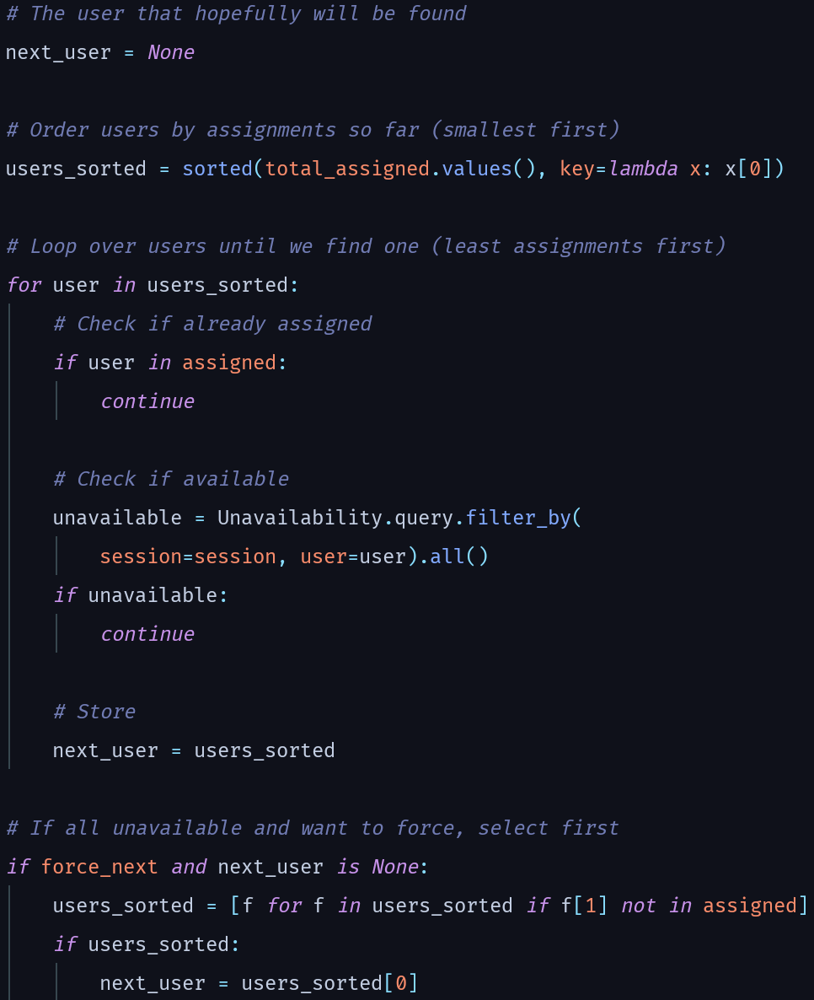 # The user that hopefully will be found
next_user = None
# Order users by assignments so far (smallest first)
users_sorted = sorted(total_assigned.values(), key=lambda x: x[0])
# Loop over users until we find one (least assignments first)
for user in users_sorted:
    # Check if already assigned
    if user in assigned:
        continue
    # Check if available
    unavailable = Unavailability.query.filter_by(
        session=session, user=user).all()
    if unavailable:
        continue
    # Store
    next_user = users_sorted
# If all unavailable and want to force, select first
if force_next and next_user is None:
    users_sorted = [f for f in users_sorted if f[1] not in assigned]
    if users_sorted:
        next_user = users_sorted[0]